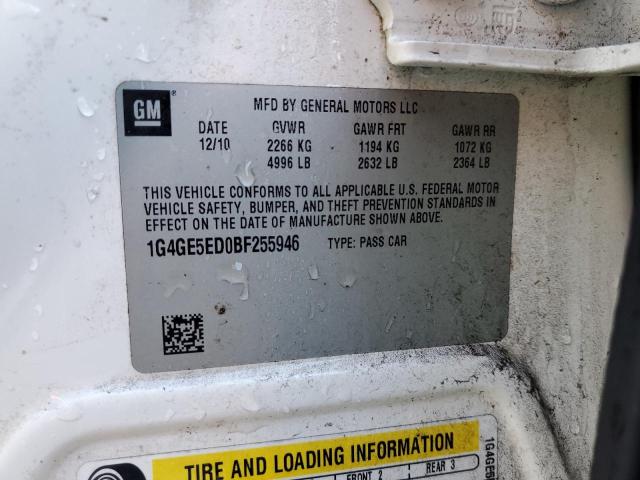 GM
MFD BY GENERAL MOTORS LLC
DATE GVWR GAWR FRT GAWR RR
12/10 2266 KG 1194 KG 1072 KG
4996 LB 2632 LB 2364 LB
THIS VEHICLE CONFORMS TO ALL APPLICABLE U.S. FEDERAL MOTOR
VEHICLE SAFETY, BUMPER, AND THEFT PREVENTION STANDARDS IN
EFFECT ON THE DATE OF MANUFACTURE SHOWN ABOVE.
1G4GE5ED0BF255946 TYPE: PASS CAR
TIRE AND LOADING INFORMATION
FRONT 2 REAR 3
1G4GE5